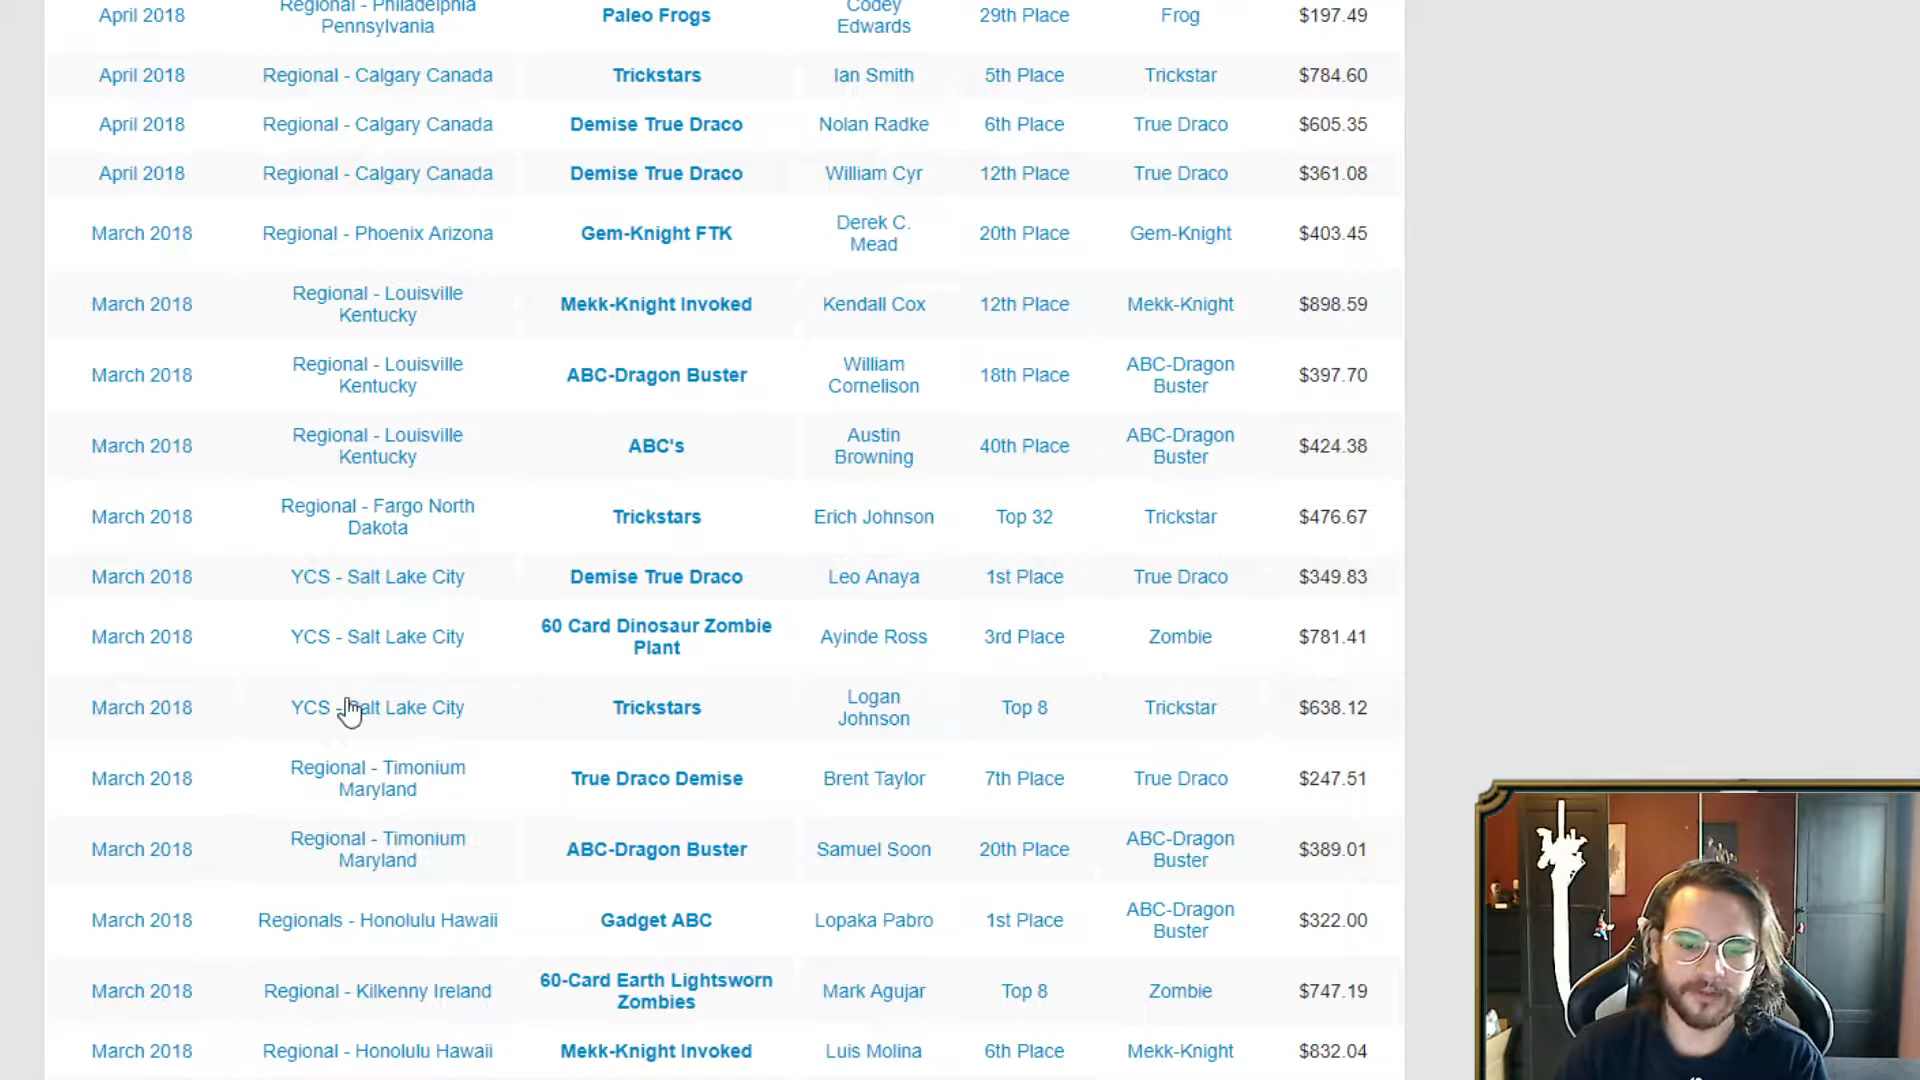 April 2018 Regional - Philadelphia Pennsylvania Paleo Frogs Codey Edwards 29th Place Frog $197.49
April 2018 Regional - Calgary Canada Trickstars Ian Smith 5th Place Trickstar $784.60
April 2018 Regional - Calgary Canada Demise True Draco Nolan Radke 6th Place True Draco $605.35
April 2018 Regional - Calgary Canada Demise True Draco William Cyr 12th Place True Draco $361.08
March 2018 Regional - Phoenix Arizona Gem-Knight FTK Derek C. Mead 20th Place Gem-Knight $403.45
March 2018 Regional - Louisville Kentucky Mekk-Knight Invoked Kendall Cox 12th Place Mekk-Knight $898.59
March 2018 Regional - Louisville Kentucky ABC-Dragon Buster William Cornelison 18th Place ABC-Dragon Buster $397.70
March 2018 Regional - Louisville Kentucky ABC's Austin Browning 40th Place ABC-Dragon Buster $424.38
March 2018 Regional - Fargo North Dakota Trickstars Erich Johnson Top 32 Trickstar $476.67
March 2018 YCS - Salt Lake City Demise True Draco Leo Anaya 1st Place True Draco $349.83
March 2018 YCS - Salt Lake City 60 Card Dinosaur Zombie Plant Ayinde Ross 3rd Place Zombie $781.41
March 2018 YCS - Salt Lake City Trickstars Logan Johnson Top 8 Trickstar $638.12
March 2018 Regional - Timonium Maryland True Draco Demise Brent Taylor 7th Place True Draco $247.51
March 2018 Regional - Timonium Maryland ABC-Dragon Buster Samuel Soon 20th Place ABC-Dragon Buster $389.01
March 2018 Regionals - Honolulu Hawaii Gadget ABC Lopaka Pabro 1st Place ABC-Dragon Buster $322.00
March 2018 Regional - Kilkenny Ireland 60-Card Earth Lightsworn Zombies Mark Agujar Top 8 Zombie $747.19
March 2018 Regional - Honolulu Hawaii Mekk-Knight Invoked Luis Molina 6th Place Mekk-Knight $832.04